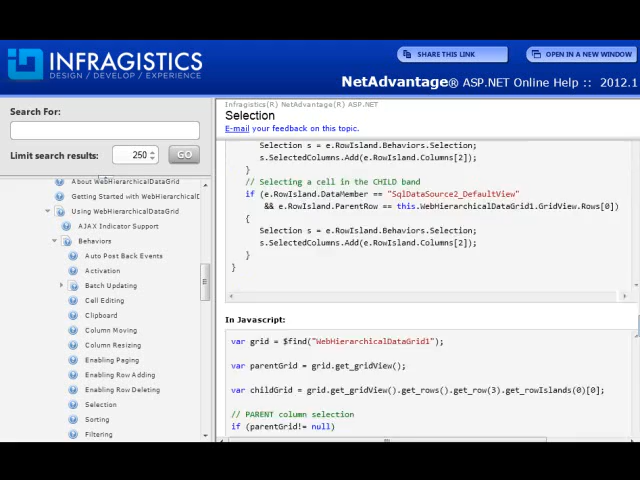 INFRAGISTICS
DESIGN / DEVELOP / EXPERIENCE
SHARE THIS LINK
OPEN IN A NEW WINDOW
NetAdvantage® ASP.NET Online Help :: 2012.1
Search For:
Limit search results:
250
GO
About WebHierarchicalDataGrid
Getting Started with WebHierarchicalD
Using WebHierarchicalDataGrid
AJAX Indicator Support
Behaviors
Auto Post Back Events
Activation
Batch Updating
Cell Editing
Clipboard
Column Moving
Column Resizing
Enabling Paging
Enabling Row Adding
Enabling Row Deleting
Selection
Sorting
Filtering
Infragistics(R) NetAdvantage(R) ASP.NET
Selection
E-mail your feedback on this topic.
Selection s = e.RowIsland.Behaviors.Selection;
s.SelectedColumns.Add(e.RowIsland.Columns[2]);
}
// Selecting a cell in the CHILD band
if (e.RowIsland.DataMember == "SqlDataSource2_DefaultView"
&& e.RowIsland.ParentRow == this.WebHierarchicalDataGrid1.GridView.Rows[0])
{
Selection s = e.RowIsland.Behaviors.Selection;
s.SelectedColumns.Add(e.RowIsland.Columns[2]);
}
}
In Javascript:
var grid = $find("WebHierarchicalDataGrid1");
var parentGrid = grid.get_gridView();
var childGrid = grid.get_gridView().get_rows().get_row(3).get_rowIslands(0)[0];
// PARENT column selection
if (parentGrid!= null)